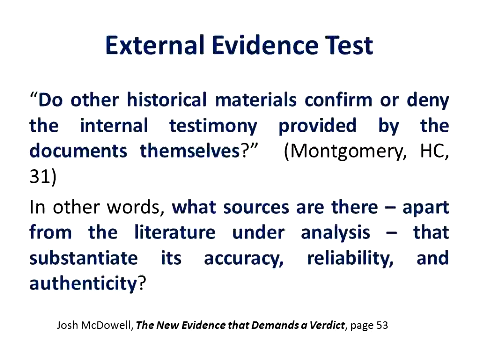 External Evidence Test
“Do other historical materials confirm or deny
the internal testimony provided by the
documents themselves?” (Montgomery, HC,
31)
In other words, what sources are there – apart
from the literature under analysis – that
substantiate its accuracy, reliability, and
authenticity?
Josh McDowell, The New Evidence that Demands a Verdict, page 53